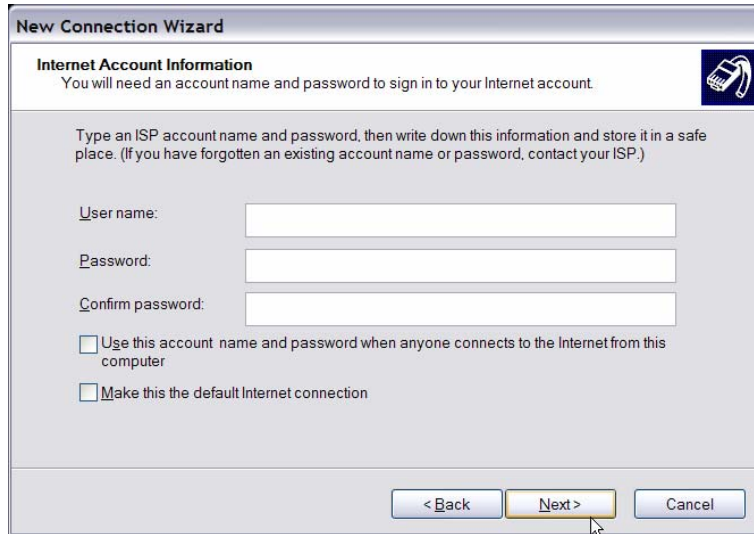 New Connection Wizard
Internet Account Information
You will need an account name and password to sign in to your Internet account.
Type an ISP account name and password, then write down this information and store it in a safe
place. (If you have forgotten an existing account name or password, contact your ISP.)
User name:
Password:
Confirm password:
Use this account name and password when anyone connects to the Internet from this
computer
Make this the default Internet connection
< Back Next > Cancel